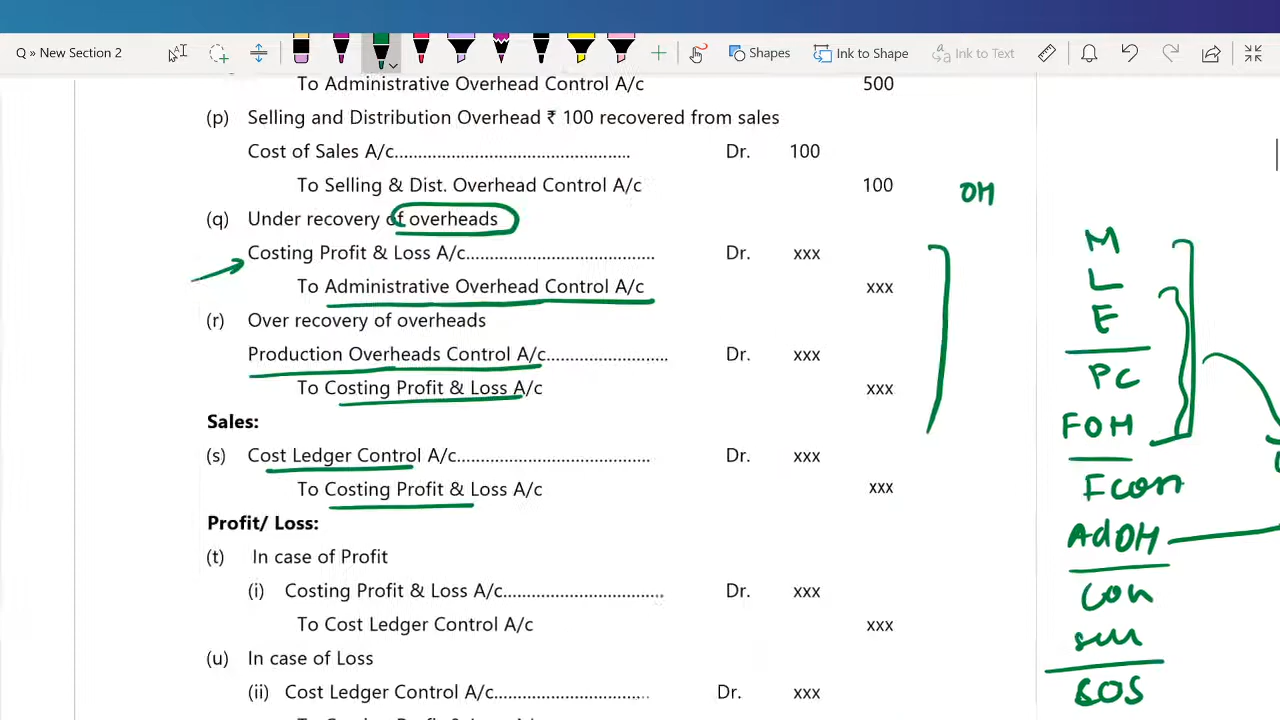 Q » New Section 2
Shapes
Ink to Shape
Ink to Text
To Administrative Overhead Control A/c 500
(p) Selling and Distribution Overhead ₹ 100 recovered from sales
Cost of Sales A/c............................................... Dr. 100
To Selling & Dist. Overhead Control A/c 100
OH
(q) Under recovery of overheads
Costing Profit & Loss A/c...................................... Dr. xxx
To Administrative Overhead Control A/c xxx
(r) Over recovery of overheads
Production Overheads Control A/c......................... Dr. xxx
To Costing Profit & Loss A/c xxx
Sales:
(s) Cost Ledger Control A/c........................................ Dr. xxx
To Costing Profit & Loss A/c xxx
Profit/ Loss:
(t) In case of Profit
(i) Costing Profit & Loss A/c................................ Dr. xxx
To Cost Ledger Control A/c xxx
(u) In case of Loss
(ii) Cost Ledger Control A/c............................... Dr. xxx
M
L
E
PC
FOH
AdOH